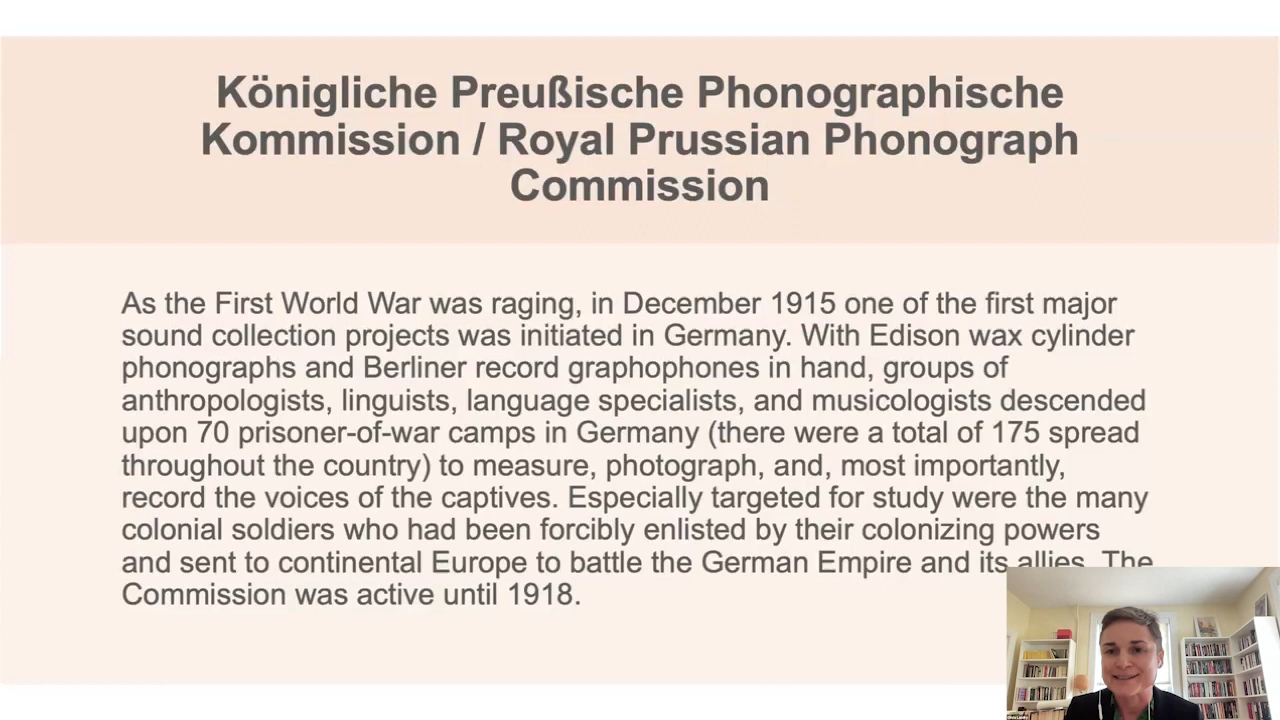 Königliche Preußische Phonographische
Kommission / Royal Prussian Phonograph
Commission
As the First World War was raging, in December 1915 one of the first major
sound collection projects was initiated in Germany. With Edison wax cylinder
phonographs and Berliner record graphophones in hand, groups of
anthropologists, linguists, language specialists, and musicologists descended
upon 70 prisoner-of-war camps in Germany (there were a total of 175 spread
throughout the country) to measure, photograph, and, most importantly,
record the voices of the captives. Especially targeted for study were the many
colonial soldiers who had been forcibly enlisted by their colonizing powers
and sent to continental Europe to battle the German Empire and its allies. The
Commission was active until 1918.